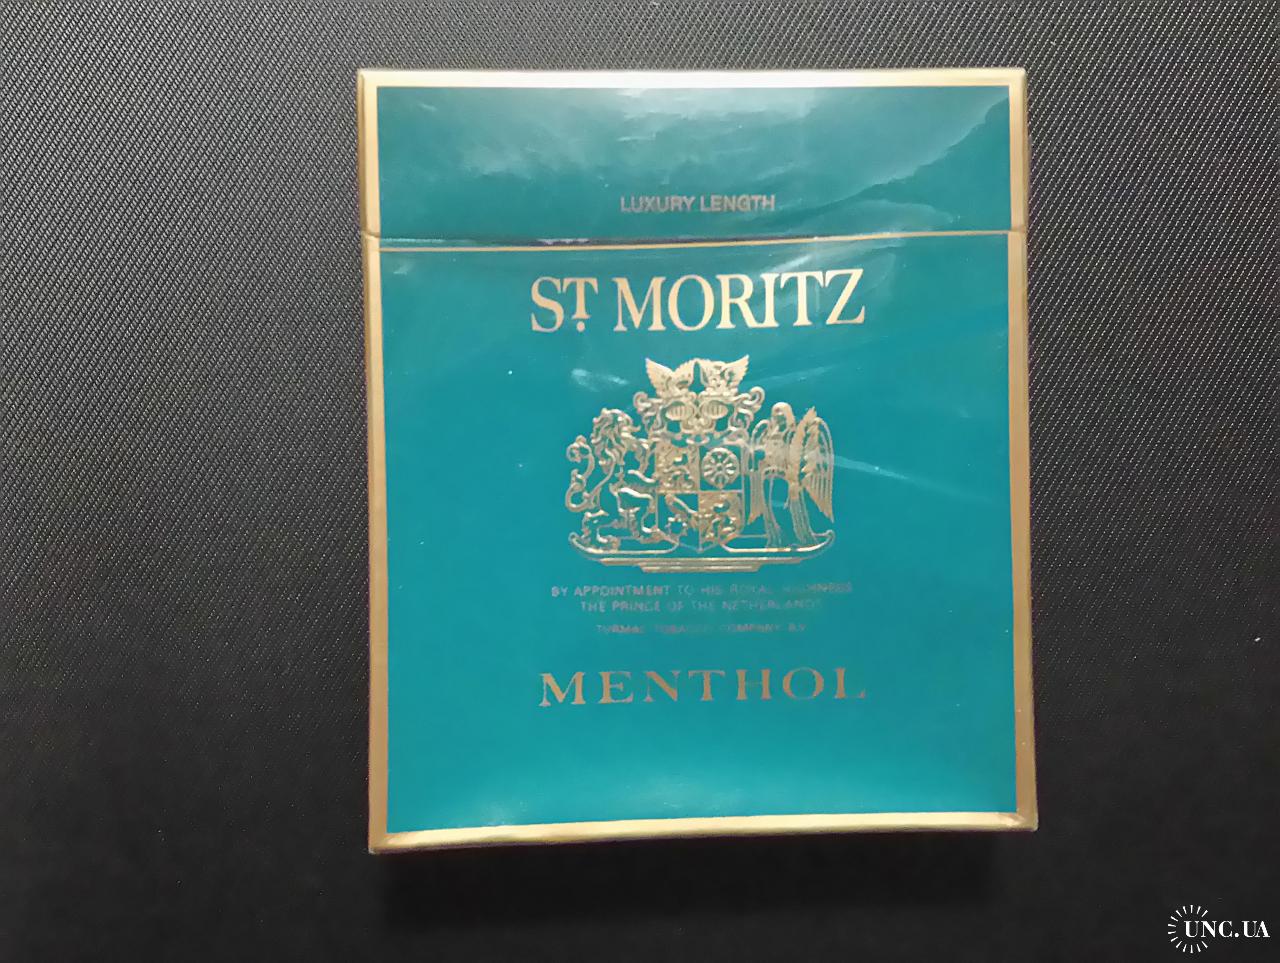 LUXURY LENGTH
ST MORITZ
BY APPOINTMENT TO HIS ROYAL HIGHNESS
THE PRINCE OF THE NETHERLANDS
TURMAC TOBACCO COMPANY B.V.
MENTHOL
UNC.UA